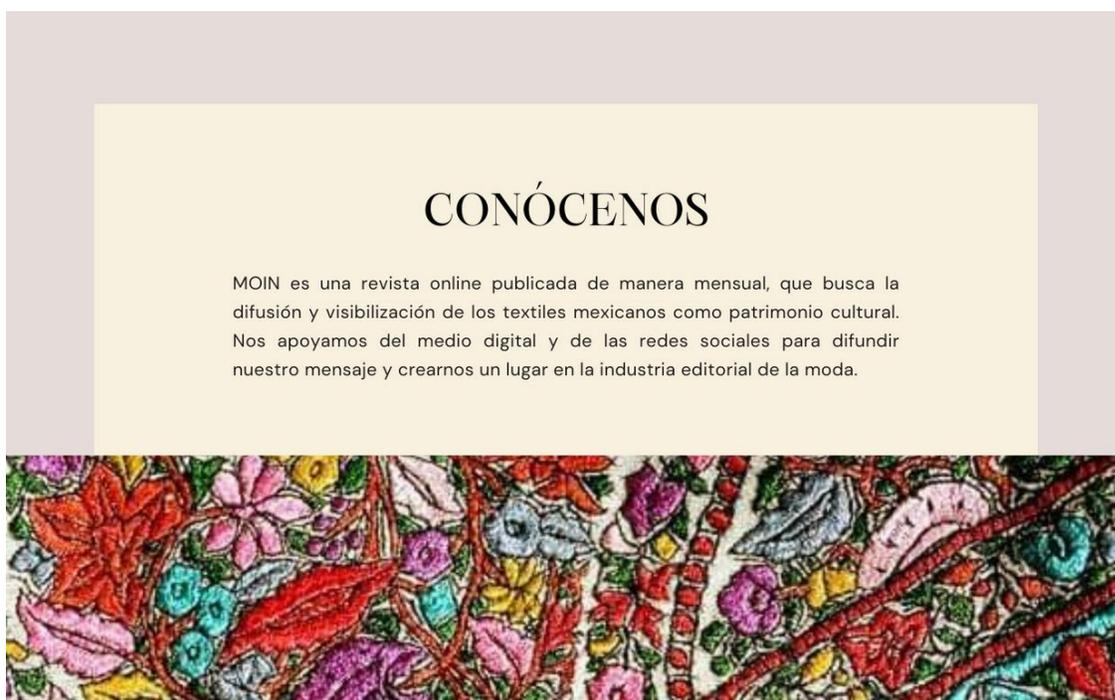 CONÓCENOS
MOIN es una revista online publicada de manera mensual, que busca la
difusión y visibilización de los textiles mexicanos como patrimonio cultural.
Nos apoyamos del medio digital y de las redes sociales para difundir
nuestro mensaje y crearnos un lugar en la industria editorial de la moda.